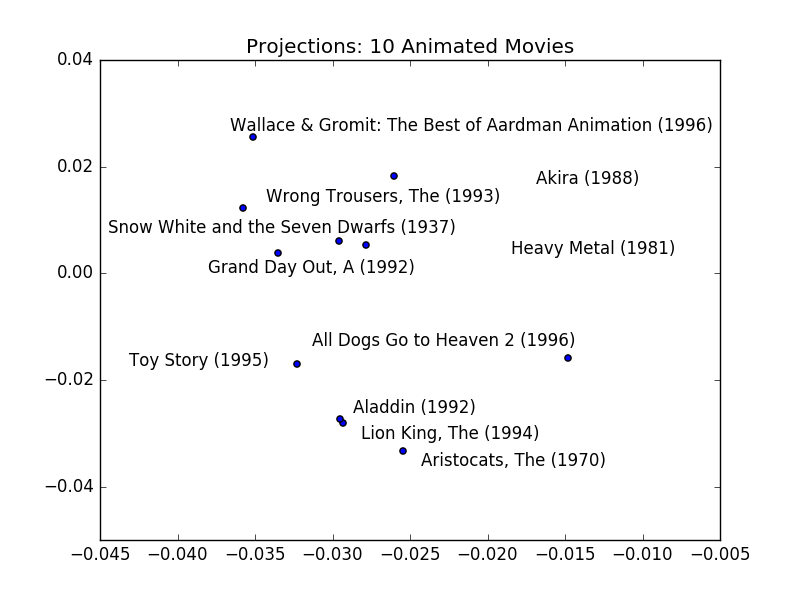 Projections: 10 Animated Movies
0.04
Wallace & Gromit: The Best of Aardman Animation (1996)
0.02
Akira (1988)
Wrong Trousers, The (1993)
Snow White and the Seven Dwarfs (1937)
Heavy Metal (1981)
0.00
Grand Day Out, A (1992)
All Dogs Go to Heaven 2 (1996)
Toy Story (1995)
−0.02
Aladdin (1992)
Lion King, The (1994)
Aristocats, The (1970)
−0.04
−0.045 −0.040 −0.035 −0.030 −0.025 −0.020 −0.015 −0.010 −0.005